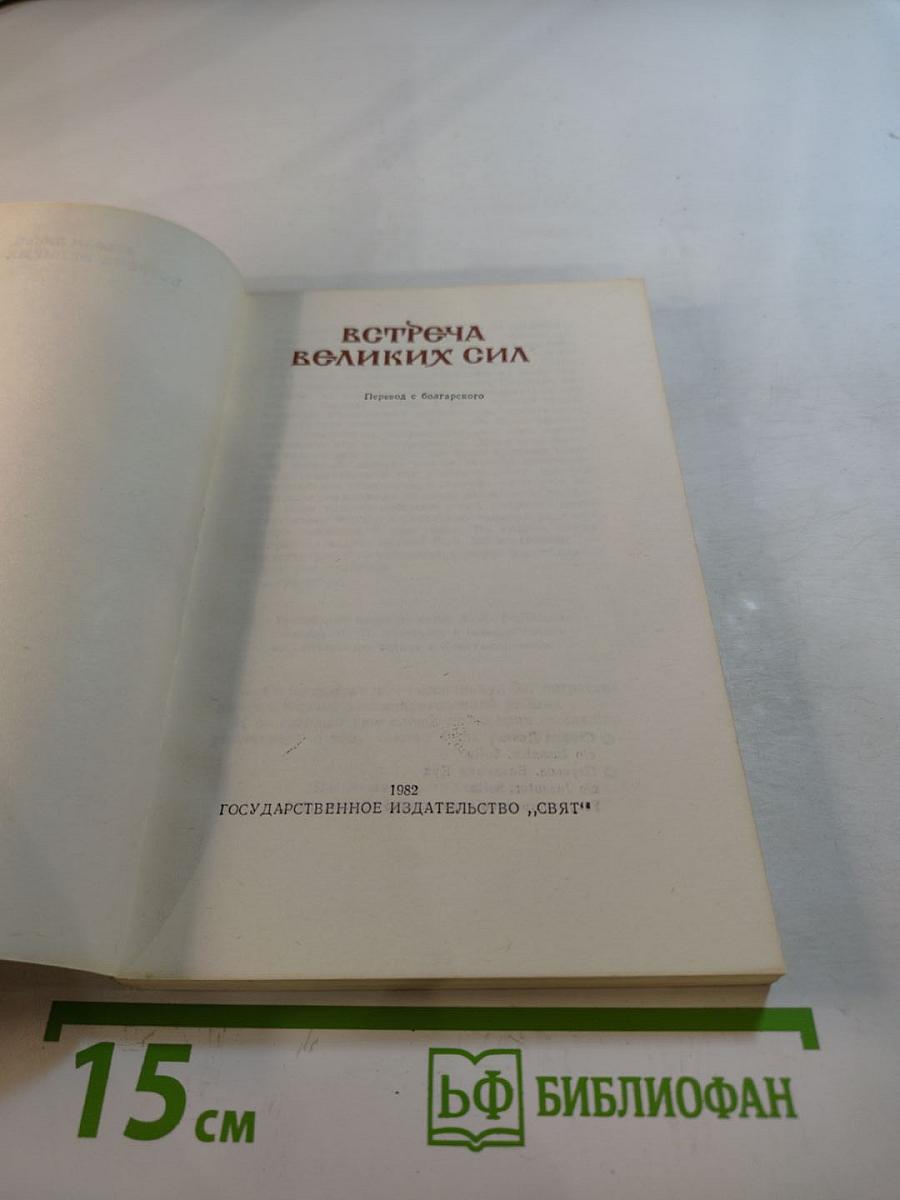 ВСТРЕЧА
ВЕЛИКИХ СИЛ
Перевод с болгарского
1982
ГОСУДАРСТВЕННОЕ ИЗДАТЕЛЬСТВО „СВЯТ“
15 см
ЬФ БИБЛИОФАН